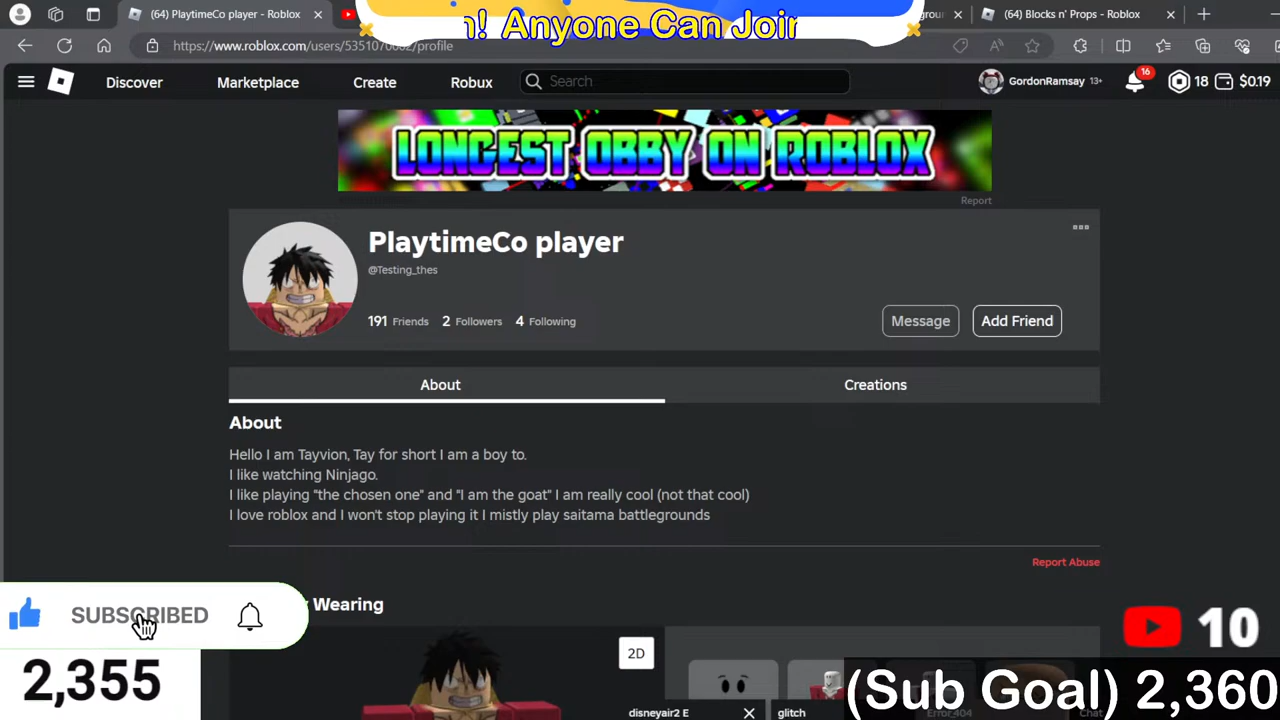 (64) PlaytimeCo player - Roblox
(64) Blocks n' Props - Roblox
n! Anyone Can Join
https://www.roblox.com/users/
/profile
Discover
Marketplace
Create
Robux
Search
GordonRamsay 13+
16
18
$0.19
LONGEST OBBY ON ROBLOX
Report
PlaytimeCo player
@Testing_thes
191 Friends 2 Followers 4 Following
Message
Add Friend
About
Creations
About
Hello I am Tayvion, Tay for short I am a boy to.
I like watching Ninjago.
I like playing "the chosen one" and "I am the goat" I am really cool (not that cool)
I love roblox and I won't stop playing it I mistly play saitama battlegrounds
Report Abuse
Wearing
SUBSCRIBED
2D
10
2,355
(Sub Goal) 2,360
disneyair2 E
glitch
Error_404
Chat